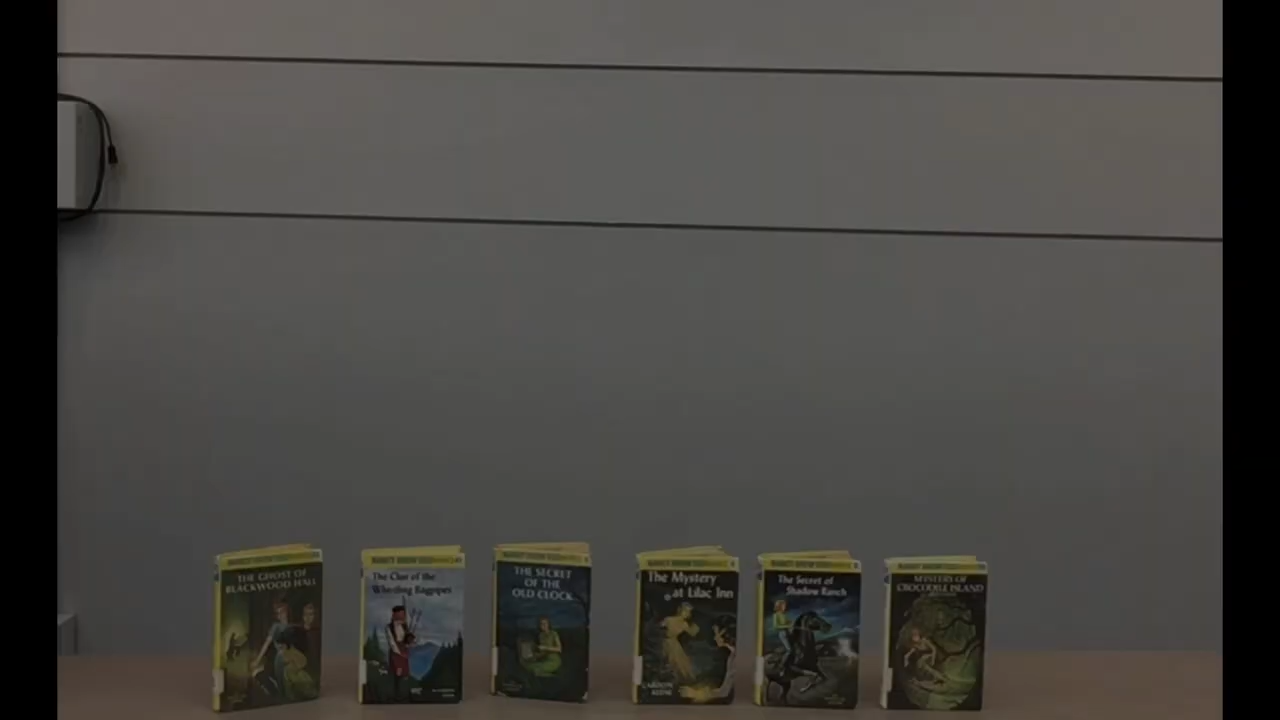 THE GHOST OF
BLACKWOOD HALL
The Clue of the
Whistling Bagpipes
THE SECRET
OF THE
OLD CLOCK
The Mystery
at Lilac Inn
CAROLYN
KEENE
The Secret of
Shadow Ranch
MYSTERY OF
CROCODILE ISLAND